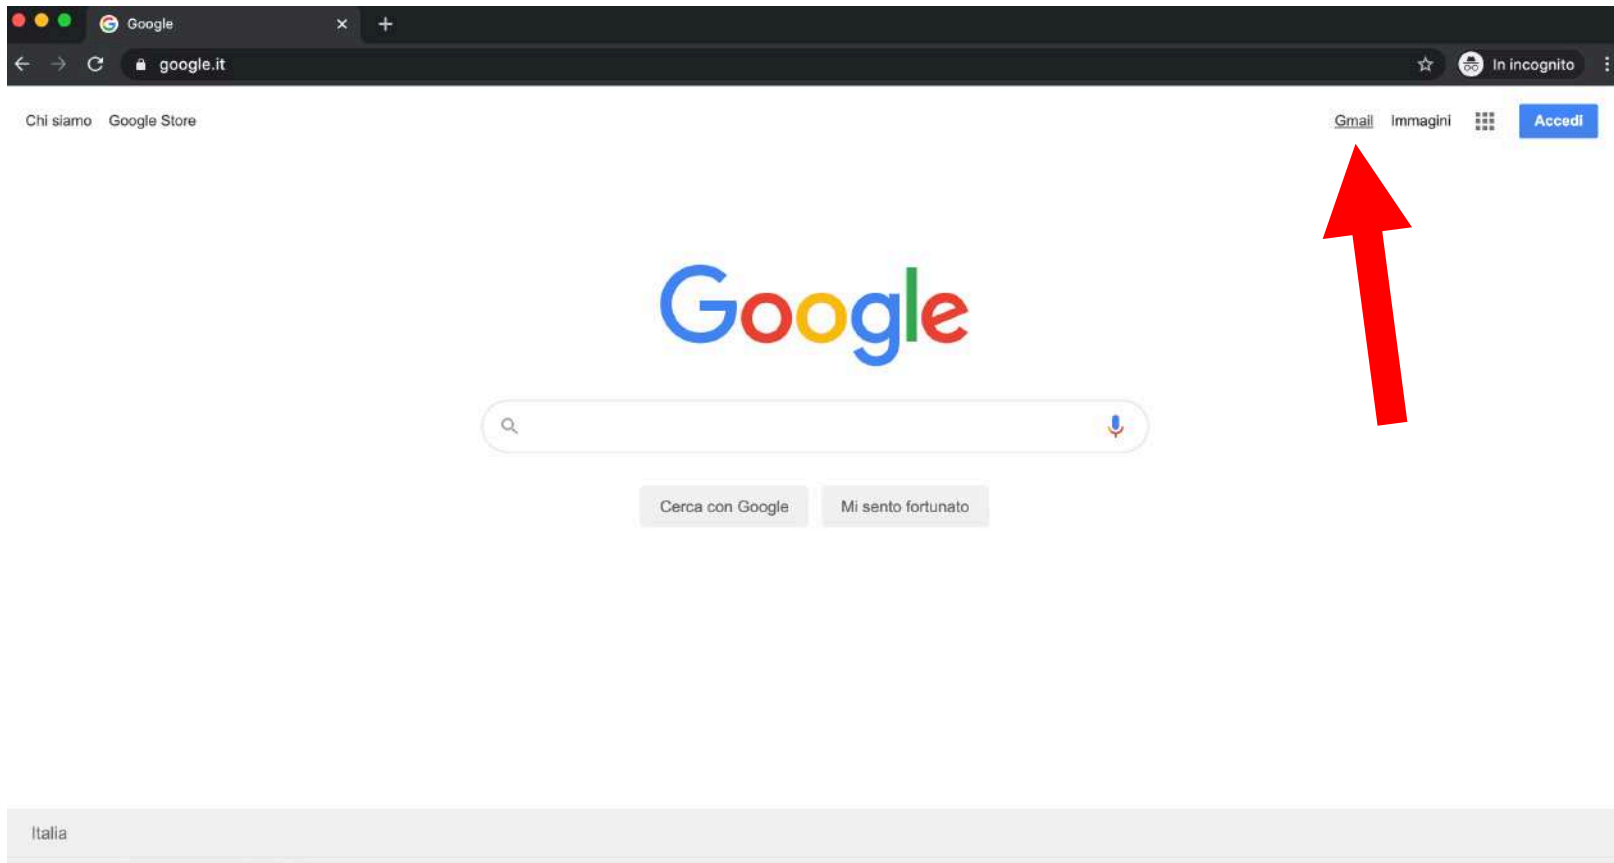 Google
google.it
In incognito
Chi siamo Google Store
Gmail Immagini Accedi
Google
Cerca con Google Mi sento fortunato
Italia